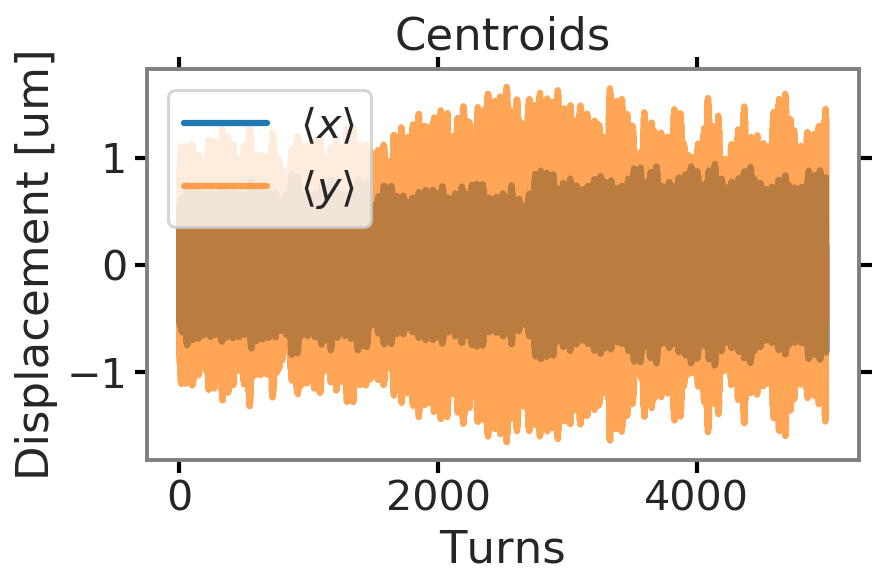 Centroids
Displacement [um]
1
0
−1
⟨x⟩
⟨y⟩
0 2000 4000
Turns